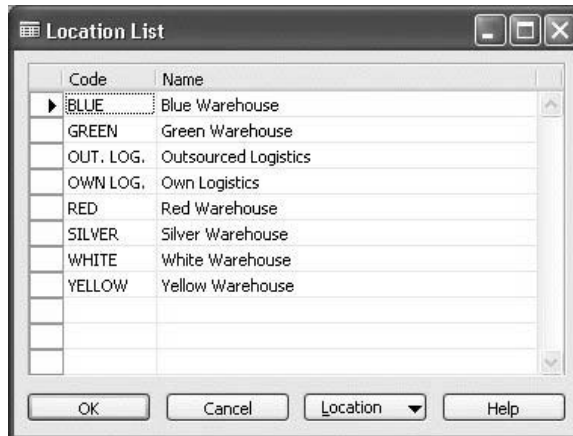 Location List
Code Name
BLUE Blue Warehouse
GREEN Green Warehouse
OUT. LOG. Outsourced Logistics
OWN LOG. Own Logistics
RED Red Warehouse
SILVER Silver Warehouse
WHITE White Warehouse
YELLOW Yellow Warehouse
OK Cancel Location Help